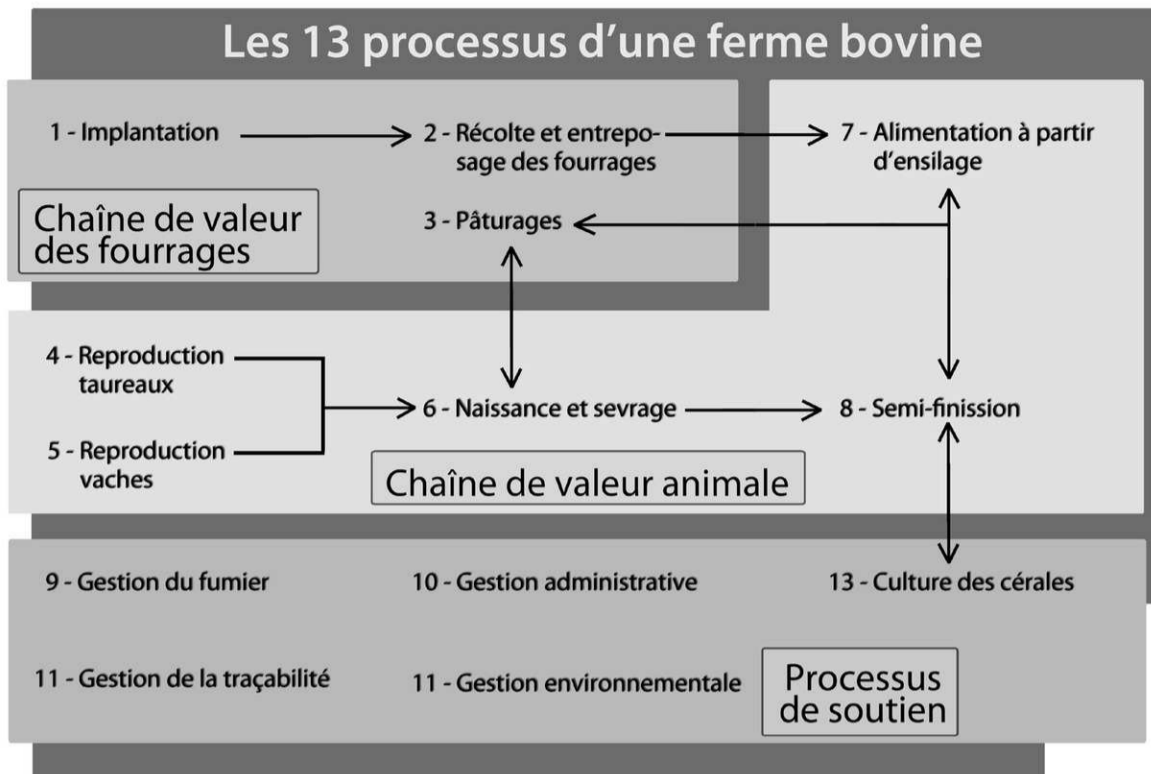 Les 13 processus d'une ferme bovine
1 - Implantation
2 - Récolte et entrepo-
sage des fourrages
7 - Alimentation à partir
d'ensilage
Chaîne de valeur
des fourrages
3 - Pâturages
4 - Reproduction
taureaux
6 - Naissance et sevrage
8 - Semi-finission
5 - Reproduction
vaches
Chaîne de valeur animale
9 - Gestion du fumier
10 - Gestion administrative
13 - Culture des cérales
11 - Gestion de la traçabilité
11 - Gestion environnementale
Processus
de soutien